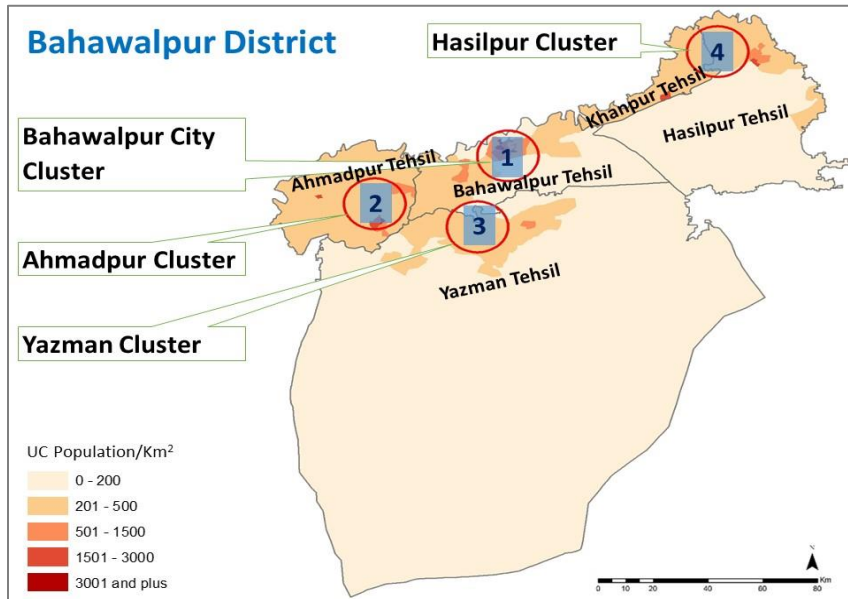 Bahawalpur District
Hasilpur Cluster
4
Khanpur Tehsil
Hasilpur Tehsil
Bahawalpur City
Cluster
1
Ahmadpur Tehsil
Bahawalpur Tehsil
2
3
Ahmadpur Cluster
Yazman Tehsil
Yazman Cluster
UC Population/Km²
0 - 200
201 - 500
501 - 1500
1501 - 3000
3001 and plus
N
Km
0 20 40 60 80